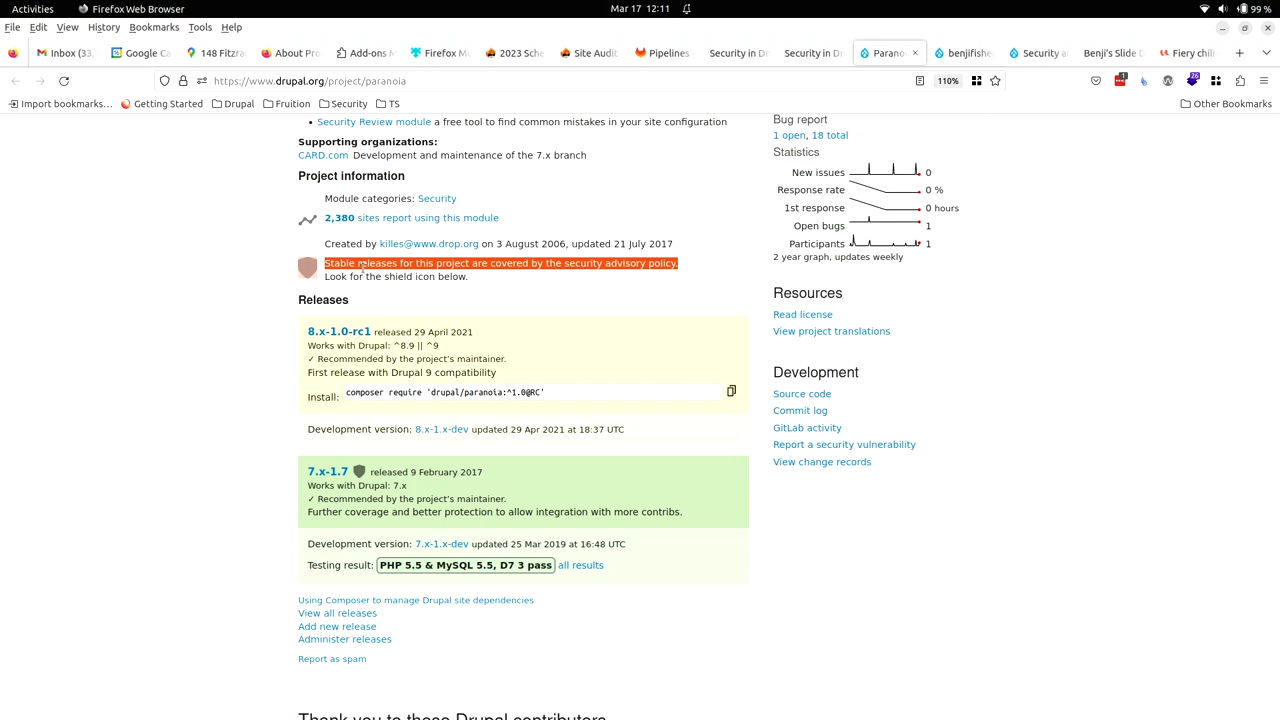 Activities
Firefox Web Browser
Mar 17 12:11
99 %
File Edit View History Bookmarks Tools Help
Inbox (33,
Google Ca
148 Fitzra
About Pro
Add-ons M
Firefox Mu
2023 Sche
Site Audit
Pipelines -
Security in Dr
Security in Dr
Parano
benjifishe
Security a
Benji's Slide D
Fiery chili
https://www.drupal.org/project/paranoia
110%
1
26
Import bookmarks...
Getting Started
Drupal
Fruition
Security
TS
Other Bookmarks
• Security Review module a free tool to find common mistakes in your site configuration
Supporting organizations:
CARD.com Development and maintenance of the 7.x branch
Project information
Module categories: Security
2,380 sites report using this module
Created by killes@www.drop.org on 3 August 2006, updated 21 July 2017
Stable releases for this project are covered by the security advisory policy.
Look for the shield icon below.
Releases
8.x-1.0-rc1 released 29 April 2021
Works with Drupal: ^8.9 || ^9
✓ Recommended by the project's maintainer.
First release with Drupal 9 compatibility
Install: composer require 'drupal/paranoia:^1.0@RC'
Development version: 8.x-1.x-dev updated 29 Apr 2021 at 18:37 UTC
7.x-1.7 released 9 February 2017
Works with Drupal: 7.x
✓ Recommended by the project's maintainer.
Further coverage and better protection to allow integration with more contribs.
Development version: 7.x-1.x-dev updated 25 Mar 2019 at 16:48 UTC
Testing result: PHP 5.5 & MySQL 5.5, D7 3 pass all results
Using Composer to manage Drupal site dependencies
View all releases
Add new release
Administer releases
Report as spam
Thank you to these Drupal contributors
Bug report
1 open, 18 total
Statistics
New issues 0
Response rate 0 %
1st response 0 hours
Open bugs 1
Participants 1
2 year graph, updates weekly
Resources
Read license
View project translations
Development
Source code
Commit log
GitLab activity
Report a security vulnerability
View change records